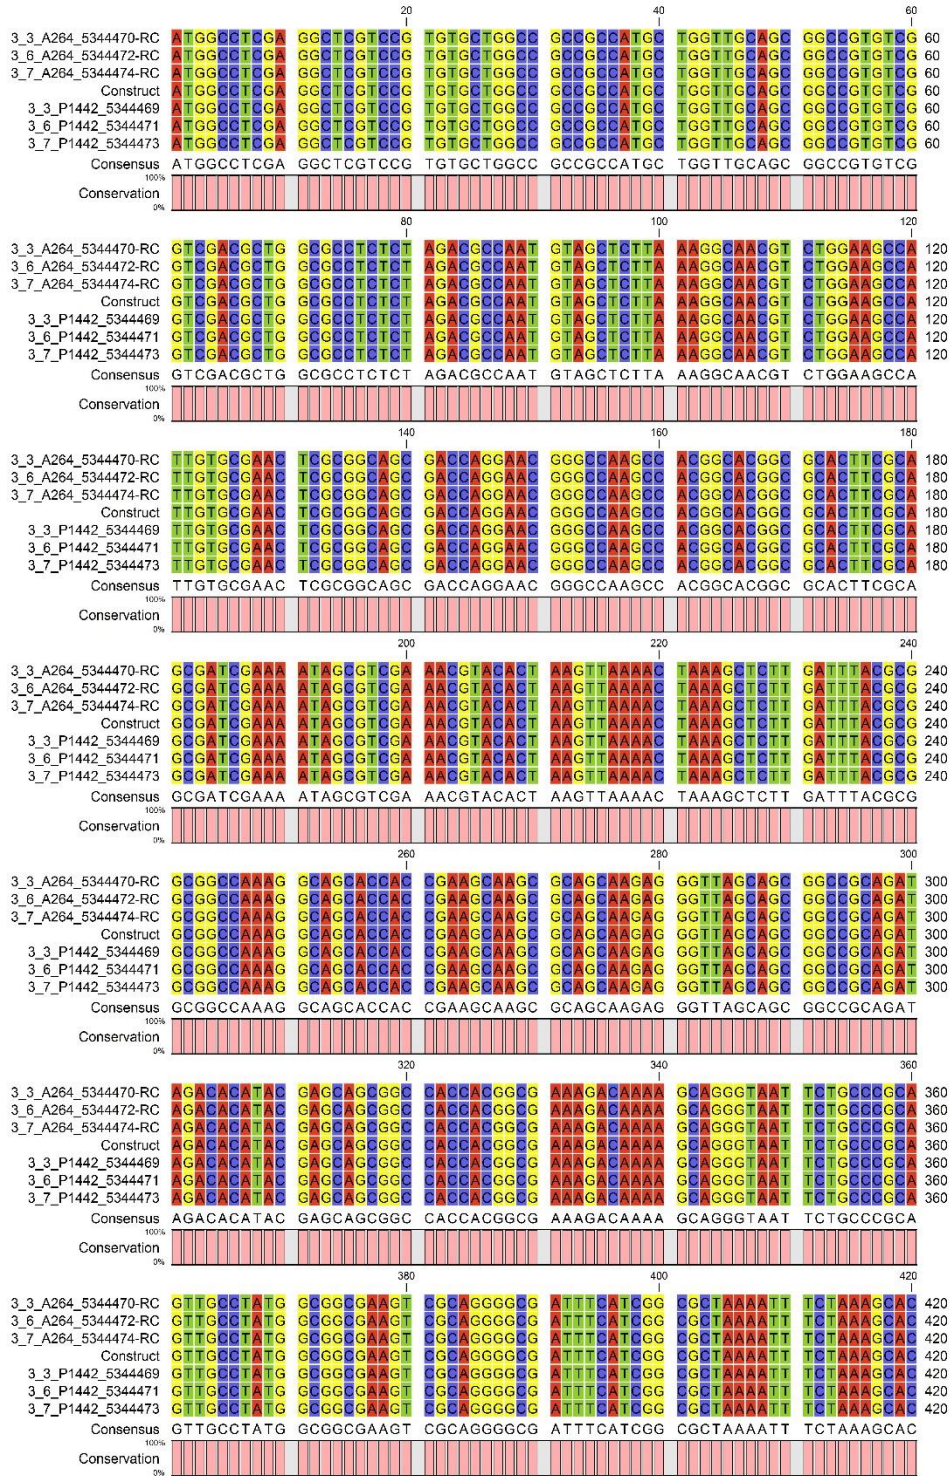 20 40 60
3_3_A264_5344470-RC ATGGCCTCGA GGCTCGTCCG TGTGCTGGCC GCCGCCATGC TGGTTGCAGC GGCCGTGTCG 60
3_6_A264_5344472-RC ATGGCCTCGA GGCTCGTCCG TGTGCTGGCC GCCGCCATGC TGGTTGCAGC GGCCGTGTCG 60
3_7_A264_5344474-RC ATGGCCTCGA GGCTCGTCCG TGTGCTGGCC GCCGCCATGC TGGTTGCAGC GGCCGTGTCG 60
Construct ATGGCCTCGA GGCTCGTCCG TGTGCTGGCC GCCGCCATGC TGGTTGCAGC GGCCGTGTCG 60
3_3_P1442_5344469 ATGGCCTCGA GGCTCGTCCG TGTGCTGGCC GCCGCCATGC TGGTTGCAGC GGCCGTGTCG 60
3_6_P1442_5344471 ATGGCCTCGA GGCTCGTCCG TGTGCTGGCC GCCGCCATGC TGGTTGCAGC GGCCGTGTCG 60
3_7_P1442_5344473 ATGGCCTCGA GGCTCGTCCG TGTGCTGGCC GCCGCCATGC TGGTTGCAGC GGCCGTGTCG 60
Consensus ATGGCCTCGA GGCTCGTCCG TGTGCTGGCC GCCGCCATGC TGGTTGCAGC GGCCGTGTCG
100%
Conservation
0%
80 100 120
3_3_A264_5344470-RC GTCGACGCTG GCGCCTCTCT AGACGCCAAT GTAGCTCTTA AAGGCAACGT CTGGAAGCCA 120
3_6_A264_5344472-RC GTCGACGCTG GCGCCTCTCT AGACGCCAAT GTAGCTCTTA AAGGCAACGT CTGGAAGCCA 120
3_7_A264_5344474-RC GTCGACGCTG GCGCCTCTCT AGACGCCAAT GTAGCTCTTA AAGGCAACGT CTGGAAGCCA 120
Construct GTCGACGCTG GCGCCTCTCT AGACGCCAAT GTAGCTCTTA AAGGCAACGT CTGGAAGCCA 120
3_3_P1442_5344469 GTCGACGCTG GCGCCTCTCT AGACGCCAAT GTAGCTCTTA AAGGCAACGT CTGGAAGCCA 120
3_6_P1442_5344471 GTCGACGCTG GCGCCTCTCT AGACGCCAAT GTAGCTCTTA AAGGCAACGT CTGGAAGCCA 120
3_7_P1442_5344473 GTCGACGCTG GCGCCTCTCT AGACGCCAAT GTAGCTCTTA AAGGCAACGT CTGGAAGCCA 120
Consensus GTCGACGCTG GCGCCTCTCT AGACGCCAAT GTAGCTCTTA AAGGCAACGT CTGGAAGCCA
100%
Conservation
0%
140 160 180
3_3_A264_5344470-RC TTGTGCGAAC TCGCGGCAGC GACCAGGAAC GGGCCAAGCC ACGGCACGGC GCACTTCGCA 180
3_6_A264_5344472-RC TTGTGCGAAC TCGCGGCAGC GACCAGGAAC GGGCCAAGCC ACGGCACGGC GCACTTCGCA 180
3_7_A264_5344474-RC TTGTGCGAAC TCGCGGCAGC GACCAGGAAC GGGCCAAGCC ACGGCACGGC GCACTTCGCA 180
Construct TTGTGCGAAC TCGCGGCAGC GACCAGGAAC GGGCCAAGCC ACGGCACGGC GCACTTCGCA 180
3_3_P1442_5344469 TTGTGCGAAC TCGCGGCAGC GACCAGGAAC GGGCCAAGCC ACGGCACGGC GCACTTCGCA 180
3_6_P1442_5344471 TTGTGCGAAC TCGCGGCAGC GACCAGGAAC GGGCCAAGCC ACGGCACGGC GCACTTCGCA 180
3_7_P1442_5344473 TTGTGCGAAC TCGCGGCAGC GACCAGGAAC GGGCCAAGCC ACGGCACGGC GCACTTCGCA 180
Consensus TTGTGCGAAC TCGCGGCAGC GACCAGGAAC GGGCCAAGCC ACGGCACGGC GCACTTCGCA
100%
Conservation
0%
200 220 240
3_3_A264_5344470-RC GCGATCGAAA ATAGCGTCGA AACGTACACT AAGTTAAAAC TAAAGCTCTT GATTTACGCG 240
3_6_A264_5344472-RC GCGATCGAAA ATAGCGTCGA AACGTACACT AAGTTAAAAC TAAAGCTCTT GATTTACGCG 240
3_7_A264_5344474-RC GCGATCGAAA ATAGCGTCGA AACGTACACT AAGTTAAAAC TAAAGCTCTT GATTTACGCG 240
Construct GCGATCGAAA ATAGCGTCGA AACGTACACT AAGTTAAAAC TAAAGCTCTT GATTTACGCG 240
3_3_P1442_5344469 GCGATCGAAA ATAGCGTCGA AACGTACACT AAGTTAAAAC TAAAGCTCTT GATTTACGCG 240
3_6_P1442_5344471 GCGATCGAAA ATAGCGTCGA AACGTACACT AAGTTAAAAC TAAAGCTCTT GATTTACGCG 240
3_7_P1442_5344473 GCGATCGAAA ATAGCGTCGA AACGTACACT AAGTTAAAAC TAAAGCTCTT GATTTACGCG 240
Consensus GCGATCGAAA ATAGCGTCGA AACGTACACT AAGTTAAAAC TAAAGCTCTT GATTTACGCG
100%
Conservation
0%
260 280 300
3_3_A264_5344470-RC GCGGCCAAAG GCAGCACCAC CGAAGCAAGC GCAGCAAGAG GGTTAGCAGC GGCCGCAGAT 300
3_6_A264_5344472-RC GCGGCCAAAG GCAGCACCAC CGAAGCAAGC GCAGCAAGAG GGTTAGCAGC GGCCGCAGAT 300
3_7_A264_5344474-RC GCGGCCAAAG GCAGCACCAC CGAAGCAAGC GCAGCAAGAG GGTTAGCAGC GGCCGCAGAT 300
Construct GCGGCCAAAG GCAGCACCAC CGAAGCAAGC GCAGCAAGAG GGTTAGCAGC GGCCGCAGAT 300
3_3_P1442_5344469 GCGGCCAAAG GCAGCACCAC CGAAGCAAGC GCAGCAAGAG GGTTAGCAGC GGCCGCAGAT 300
3_6_P1442_5344471 GCGGCCAAAG GCAGCACCAC CGAAGCAAGC GCAGCAAGAG GGTTAGCAGC GGCCGCAGAT 300
3_7_P1442_5344473 GCGGCCAAAG GCAGCACCAC CGAAGCAAGC GCAGCAAGAG GGTTAGCAGC GGCCGCAGAT 300
Consensus GCGGCCAAAG GCAGCACCAC CGAAGCAAGC GCAGCAAGAG GGTTAGCAGC GGCCGCAGAT
100%
Conservation
0%
320 340 360
3_3_A264_5344470-RC AGACACATAC GAGCAGCGGC CACCACGGCG AAAGACAAAA GCAGGGTAAT TCTGCCCGCA 360
3_6_A264_5344472-RC AGACACATAC GAGCAGCGGC CACCACGGCG AAAGACAAAA GCAGGGTAAT TCTGCCCGCA 360
3_7_A264_5344474-RC AGACACATAC GAGCAGCGGC CACCACGGCG AAAGACAAAA GCAGGGTAAT TCTGCCCGCA 360
Construct AGACACATAC GAGCAGCGGC CACCACGGCG AAAGACAAAA GCAGGGTAAT TCTGCCCGCA 360
3_3_P1442_5344469 AGACACATAC GAGCAGCGGC CACCACGGCG AAAGACAAAA GCAGGGTAAT TCTGCCCGCA 360
3_6_P1442_5344471 AGACACATAC GAGCAGCGGC CACCACGGCG AAAGACAAAA GCAGGGTAAT TCTGCCCGCA 360
3_7_P1442_5344473 AGACACATAC GAGCAGCGGC CACCACGGCG AAAGACAAAA GCAGGGTAAT TCTGCCCGCA 360
Consensus AGACACATAC GAGCAGCGGC CACCACGGCG AAAGACAAAA GCAGGGTAAT TCTGCCCGCA
100%
Conservation
0%
380 400 420
3_3_A264_5344470-RC GTTGCCTATG GCGGCGAAGT CGCAGGGGCG ATTTCATCGG CGCTAAAATT TCTAAAGCAC 420
3_6_A264_5344472-RC GTTGCCTATG GCGGCGAAGT CGCAGGGGCG ATTTCATCGG CGCTAAAATT TCTAAAGCAC 420
3_7_A264_5344474-RC GTTGCCTATG GCGGCGAAGT CGCAGGGGCG ATTTCATCGG CGCTAAAATT TCTAAAGCAC 420
Construct GTTGCCTATG GCGGCGAAGT CGCAGGGGCG ATTTCATCGG CGCTAAAATT TCTAAAGCAC 420
3_3_P1442_5344469 GTTGCCTATG GCGGCGAAGT CGCAGGGGCG ATTTCATCGG CGCTAAAATT TCTAAAGCAC 420
3_6_P1442_5344471 GTTGCCTATG GCGGCGAAGT CGCAGGGGCG ATTTCATCGG CGCTAAAATT TCTAAAGCAC 420
3_7_P1442_5344473 GTTGCCTATG GCGGCGAAGT CGCAGGGGCG ATTTCATCGG CGCTAAAATT TCTAAAGCAC 420
Consensus GTTGCCTATG GCGGCGAAGT CGCAGGGGCG ATTTCATCGG CGCTAAAATT TCTAAAGCAC
100%
Conservation
0%